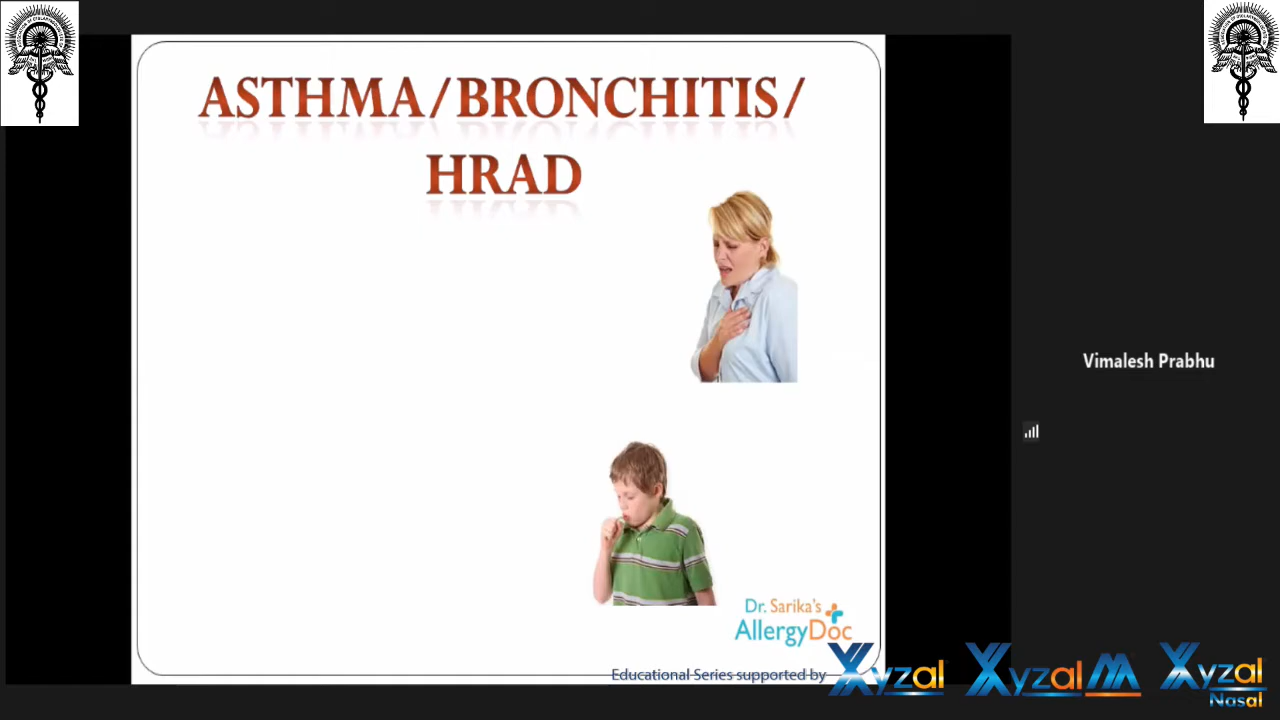 ASTHMA/BRONCHITIS/
HRAD
Vimalesh Prabhu
Dr. Sarika's
AllergyDoc
Educational Series supported by
Xyzal
Xyzal M
Xyzal
Nasal